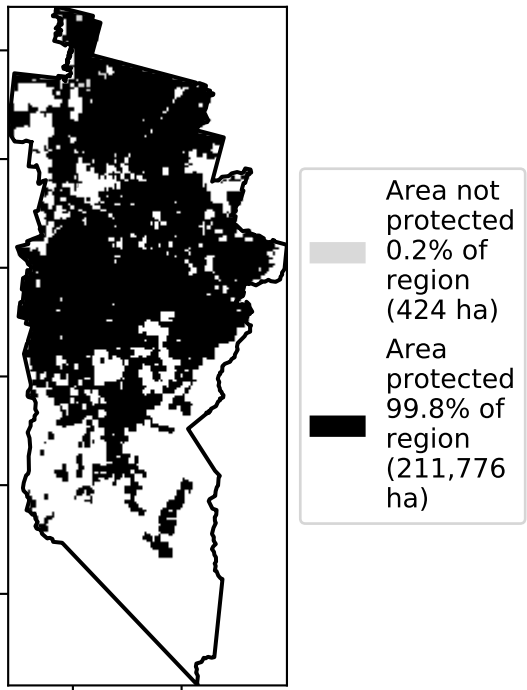 Area not
protected
0.2% of
region
(424 ha)
Area
protected
99.8% of
region
(211,776
ha)